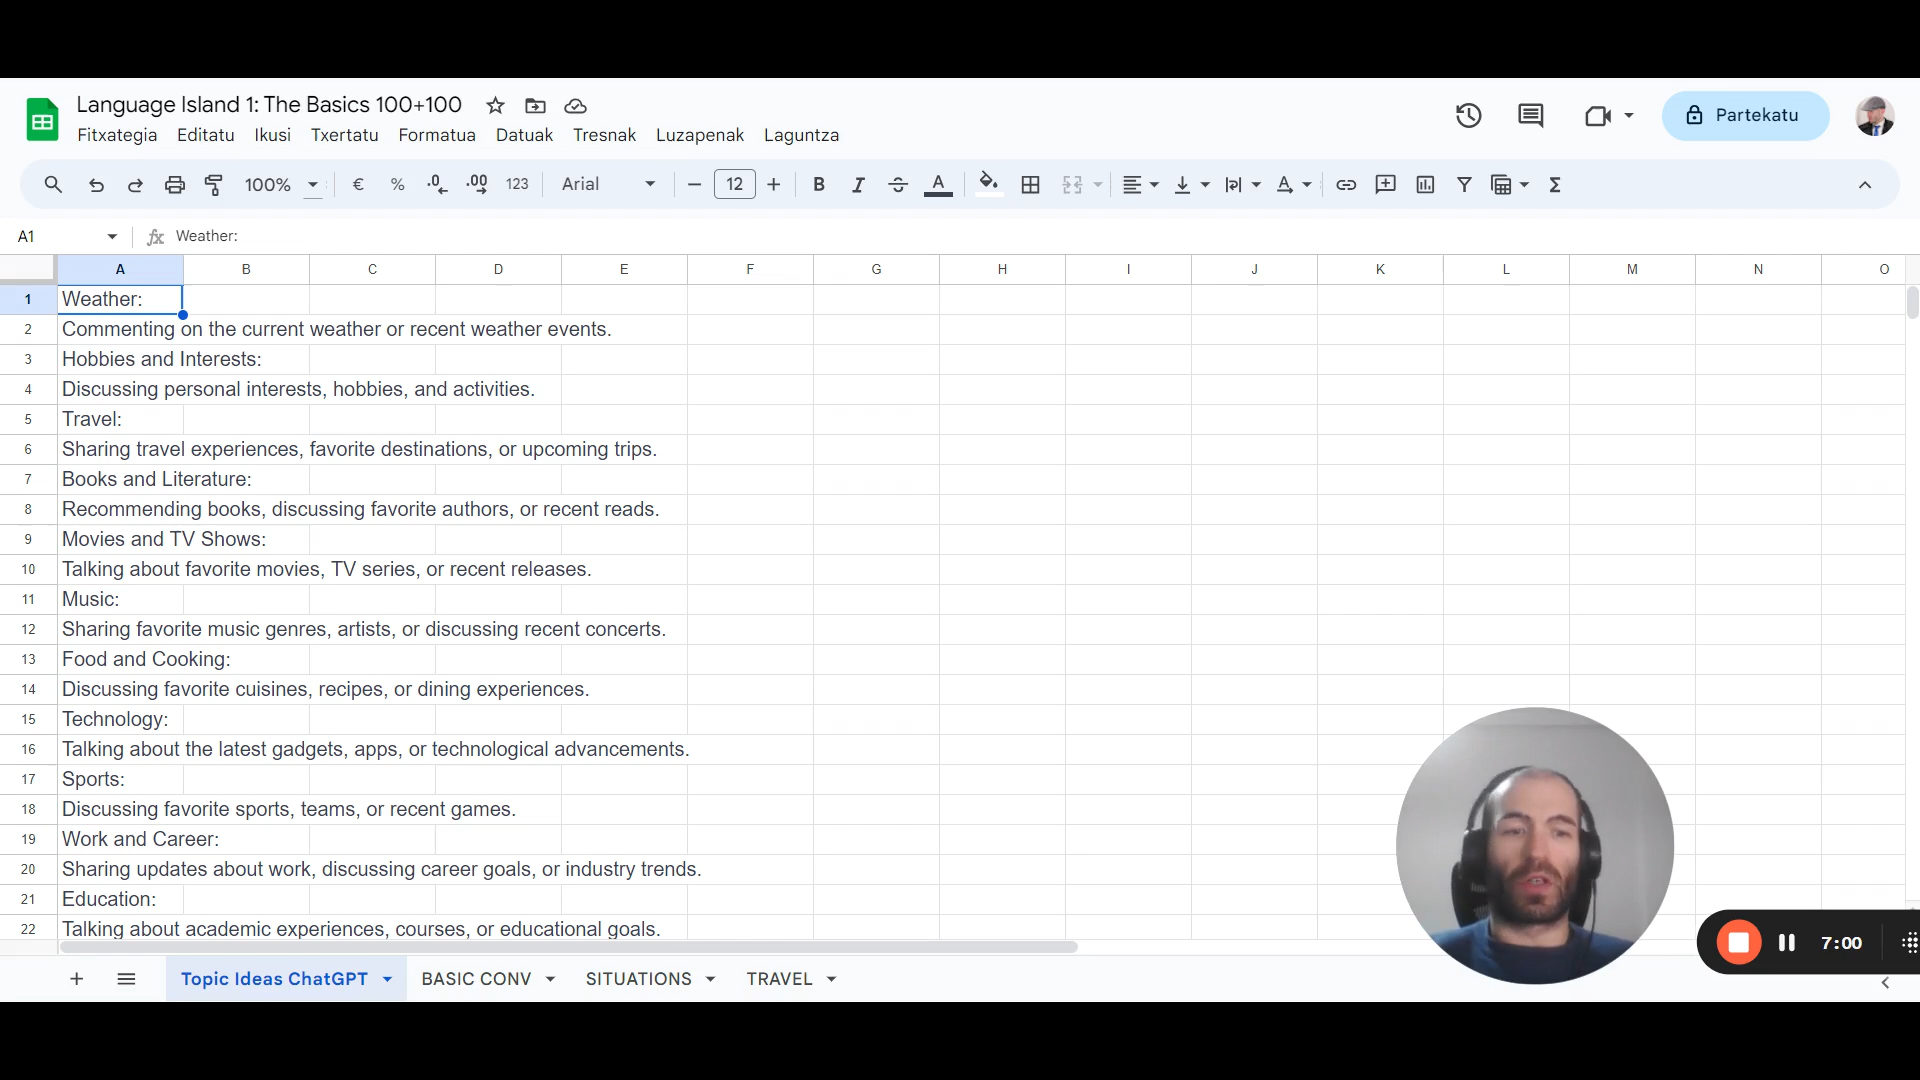 Language Island 1: The Basics 100+100
Fitxategia Editatu Ikusi Txertatu Formatua Datuak Tresnak Luzapenak Laguntza
Partekatu
100% € % .0 .00 123 Arial 12 B I A
A1 fx Weather:
A B C D E F G H I J K L M N O
1 Weather:
2 Commenting on the current weather or recent weather events.
3 Hobbies and Interests:
4 Discussing personal interests, hobbies, and activities.
5 Travel:
6 Sharing travel experiences, favorite destinations, or upcoming trips.
7 Books and Literature:
8 Recommending books, discussing favorite authors, or recent reads.
9 Movies and TV Shows:
10 Talking about favorite movies, TV series, or recent releases.
11 Music:
12 Sharing favorite music genres, artists, or discussing recent concerts.
13 Food and Cooking:
14 Discussing favorite cuisines, recipes, or dining experiences.
15 Technology:
16 Talking about the latest gadgets, apps, or technological advancements.
17 Sports:
18 Discussing favorite sports, teams, or recent games.
19 Work and Career:
20 Sharing updates about work, discussing career goals, or industry trends.
21 Education:
22 Talking about academic experiences, courses, or educational goals.
7:00
Topic Ideas ChatGPT BASIC CONV SITUATIONS TRAVEL